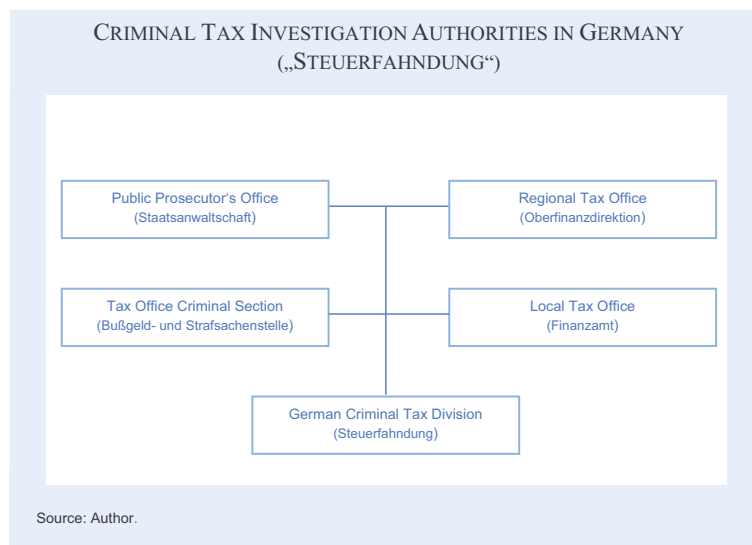 CRIMINAL TAX INVESTIGATION AUTHORITIES IN GERMANY
(„STEUERFAHNDUNG“)
Public Prosecutor‘s Office
(Staatsanwaltschaft)
Regional Tax Office
(Oberfinanzdirektion)
Tax Office Criminal Section
(Bußgeld- und Strafsachenstelle)
Local Tax Office
(Finanzamt)
German Criminal Tax Division
(Steuerfahndung)
Source: Author.